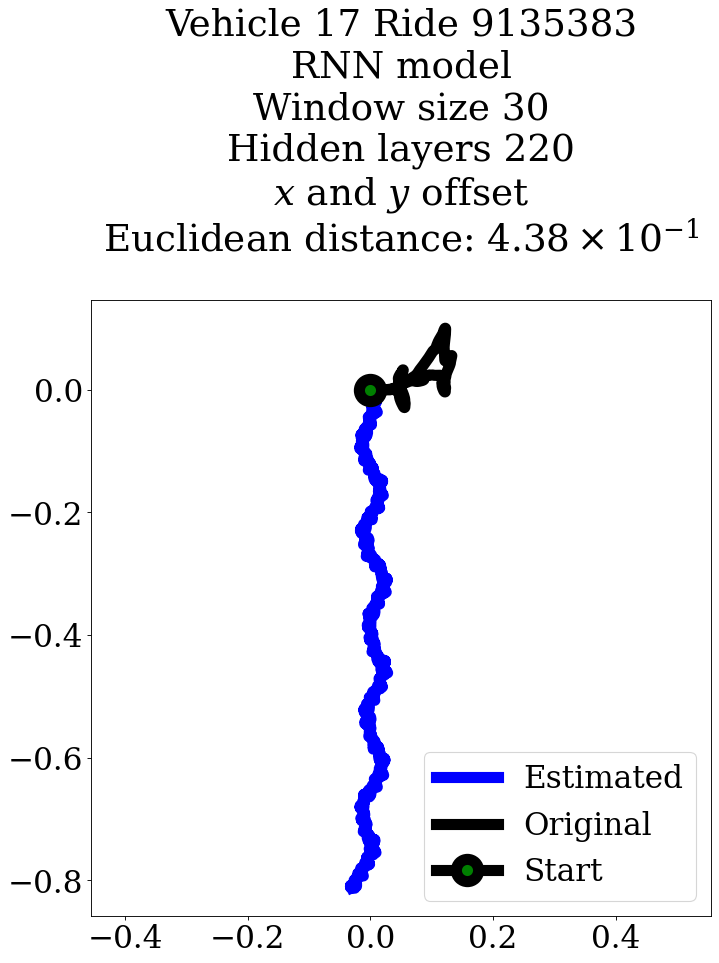 Vehicle 17 Ride 9135383
RNN model
Window size 30
Hidden layers 220
x and y offset
Euclidean distance: 4.38 × 10⁻¹
0.0
−0.2
−0.4
−0.6
−0.8
Estimated
Original
Start
−0.4 −0.2 0.0 0.2 0.4